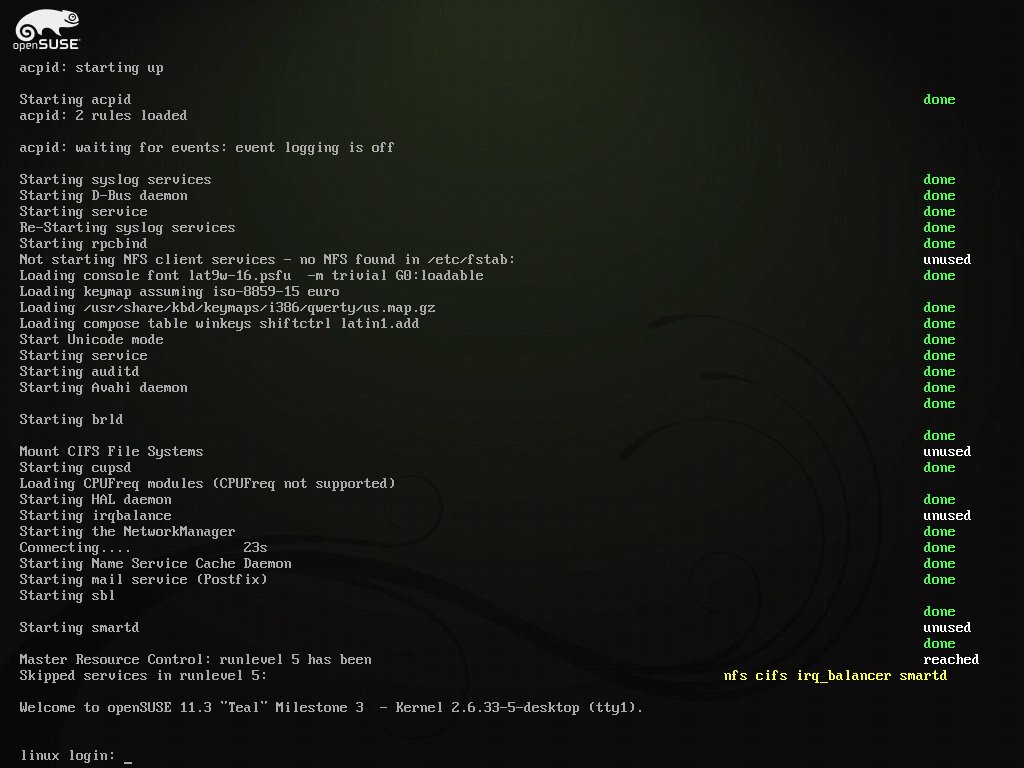 openSUSE
acpid: starting up
Starting acpid done
acpid: 2 rules loaded
acpid: waiting for events: event logging is off
Starting syslog services done
Starting D-Bus daemon done
Starting service done
Re-Starting syslog services done
Starting rpcbind done
Not starting NFS client services - no NFS found in /etc/fstab: unused
Loading console font lat9w-16.psfu  -m trivial G0:loadable done
Loading keymap assuming iso-8859-15 euro
Loading /usr/share/kbd/keymaps/i386/qwerty/us.map.gz done
Loading compose table winkeys shiftctrl latin1.add done
Start Unicode mode done
Starting service done
Starting auditd done
Starting Avahi daemon done
done
Starting brld
done
Mount CIFS File Systems unused
Starting cupsd done
Loading CPUFreq modules (CPUFreq not supported)
Starting HAL daemon done
Starting irqbalance unused
Starting the NetworkManager done
Connecting.... 23s done
Starting Name Service Cache Daemon done
Starting mail service (Postfix) done
Starting sbl
done
Starting smartd unused
done
Master Resource Control: runlevel 5 has been reached
Skipped services in runlevel 5: nfs cifs irq_balancer smartd
Welcome to openSUSE 11.3 "Teal" Milestone 3  - Kernel 2.6.33-5-desktop (tty1).
linux login: _